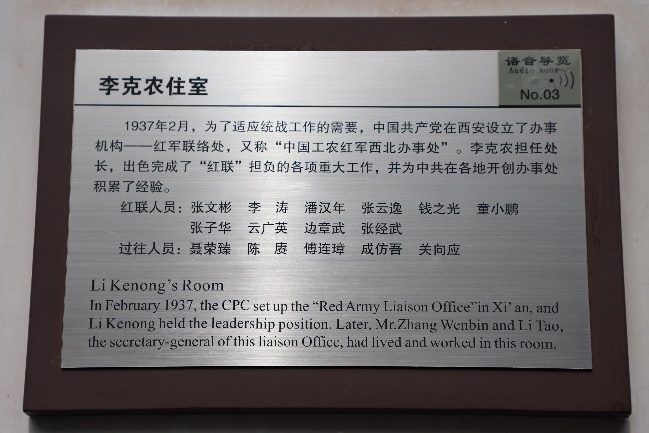 李克农住室
语音导览
Audio tour
No.03
1937年2月，为了适应统战工作的需要，中国共产党在西安设立了办事
机构——红军联络处，又称“中国工农红军西北办事处”。李克农担任处
长，出色完成了“红联”担负的各项重大工作，并为中共在各地开创办事处
积累了经验。
红联人员：张文彬 李 涛 潘汉年 张云逸 钱之光 童小鹏
张子华 云广英 边章武 张经武
过往人员：聂荣臻 陈 赓 傅连璋 成仿吾 关向应
Li Kenong's Room
In February 1937, the CPC set up the “Red Army Liaison Office”in Xi' an, and
Li Kenong held the leadership position. Later, Mr.Zhang Wenbin and Li Tao,
the secretary-general of this liaison Office, had lived and worked in this room.